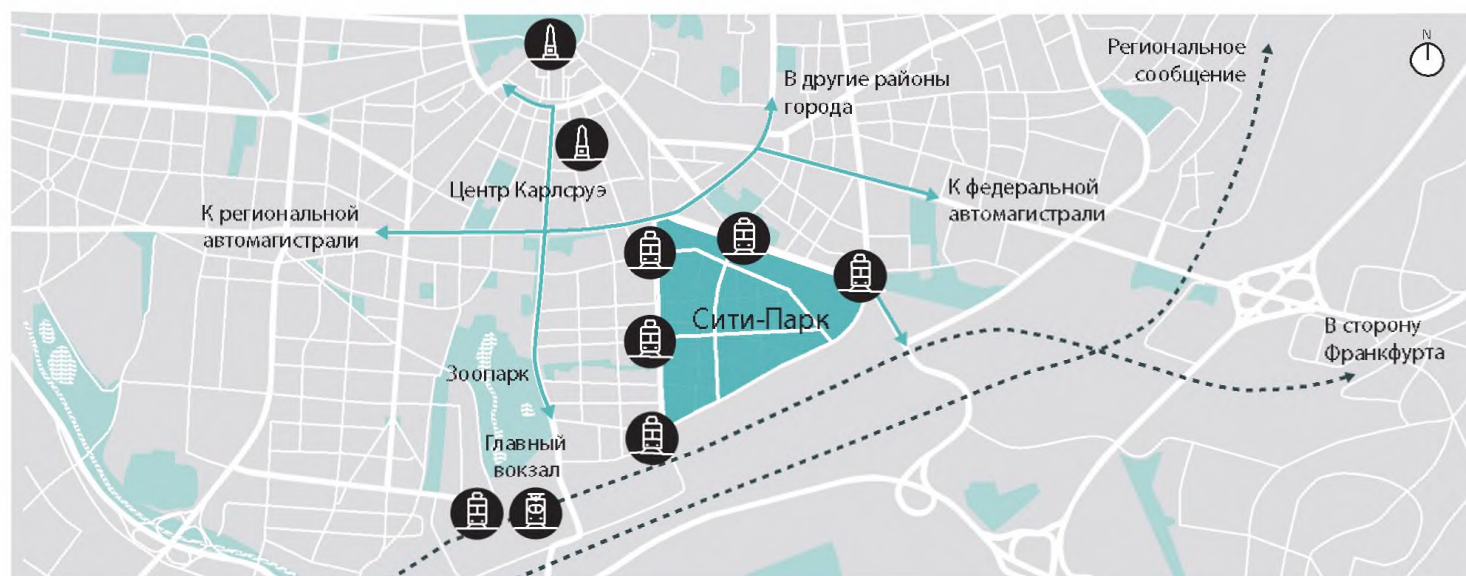 Региональное
сообщение
N
В другие районы
города
Центр Карлсруэ
К региональной
автомагистрали
К федеральной
автомагистрали
Сити-Парк
В сторону
Франкфурта
Зоопарк
Главный
вокзал